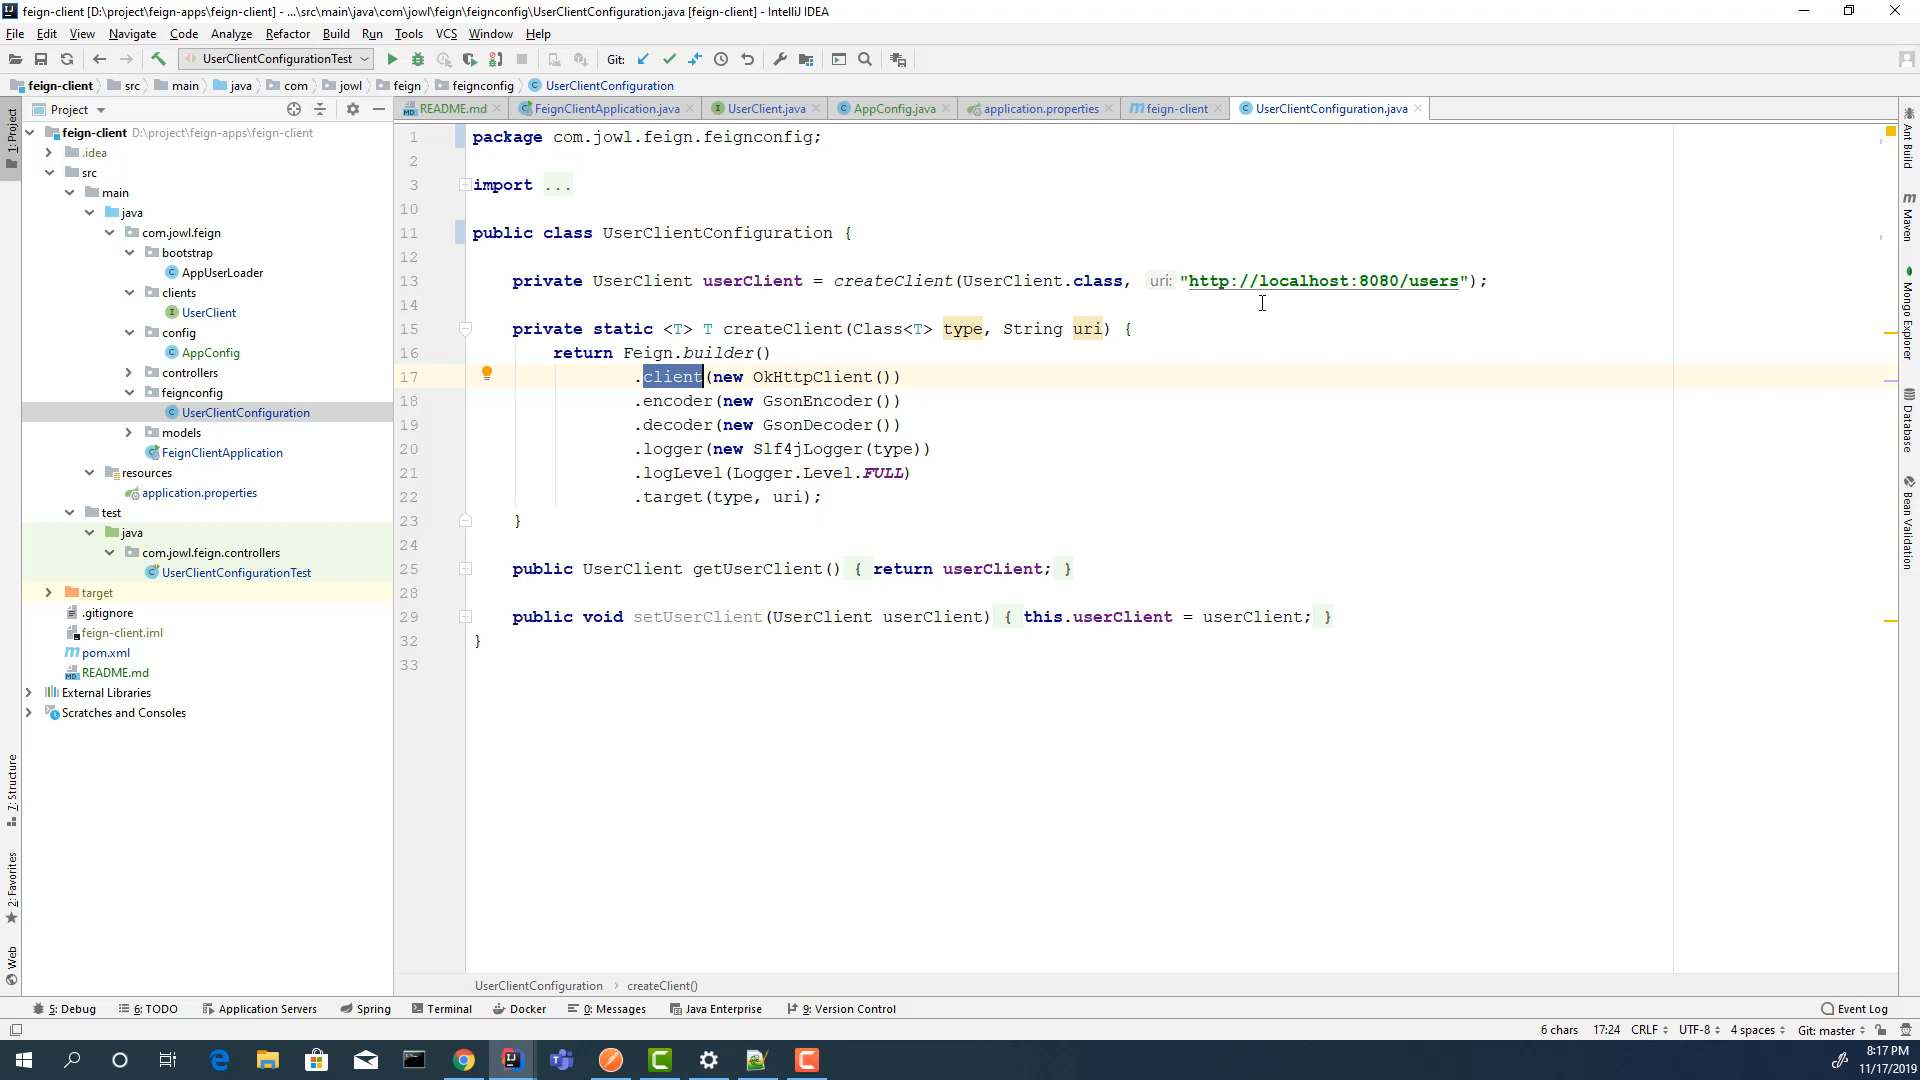 feign-client [D:\project\feign-apps\feign-client] - ...\src\main\java\com\jowl\feign\feignconfig\UserClientConfiguration.java [feign-client] - IntelliJ IDEA
File Edit View Navigate Code Analyze Refactor Build Run Tools VCS Window Help
UserClientConfigurationTest Git:
feign-client src main java com jowl feign feignconfig UserClientConfiguration
Project
README.md FeignClientApplication.java UserClient.java AppConfig.java application.properties feign-client UserClientConfiguration.java
feign-client D:\project\feign-apps\feign-client
.idea
src
main
java
com.jowl.feign
bootstrap
AppUserLoader
clients
UserClient
config
AppConfig
controllers
feignconfig
UserClientConfiguration
models
FeignClientApplication
resources
application.properties
test
java
com.jowl.feign.controllers
UserClientConfigurationTest
target
.gitignore
feign-client.iml
pom.xml
README.md
External Libraries
Scratches and Consoles
1: Project
7: Structure
2: Favorites
Web
1 package com.jowl.feign.feignconfig;
2
3 import ...
10
11 public class UserClientConfiguration {
12
13 private UserClient userClient = createClient(UserClient.class, uri: "http://localhost:8080/users");
14
15 private static <T> T createClient(Class<T> type, String uri) {
16 return Feign.builder()
17 .client(new OkHttpClient())
18 .encoder(new GsonEncoder())
19 .decoder(new GsonDecoder())
20 .logger(new Slf4jLogger(type))
21 .logLevel(Logger.Level.FULL)
22 .target(type, uri);
23 }
24
25 public UserClient getUserClient() { return userClient; }
28
29 public void setUserClient(UserClient userClient) { this.userClient = userClient; }
32 }
33
Ant Build
Maven
Mongo Explorer
Database
Bean Validation
UserClientConfiguration › createClient()
5: Debug 6: TODO Application Servers Spring Terminal Docker 0: Messages Java Enterprise 9: Version Control Event Log
6 chars 17:24 CRLF UTF-8 4 spaces Git: master
8:17 PM
11/17/2019